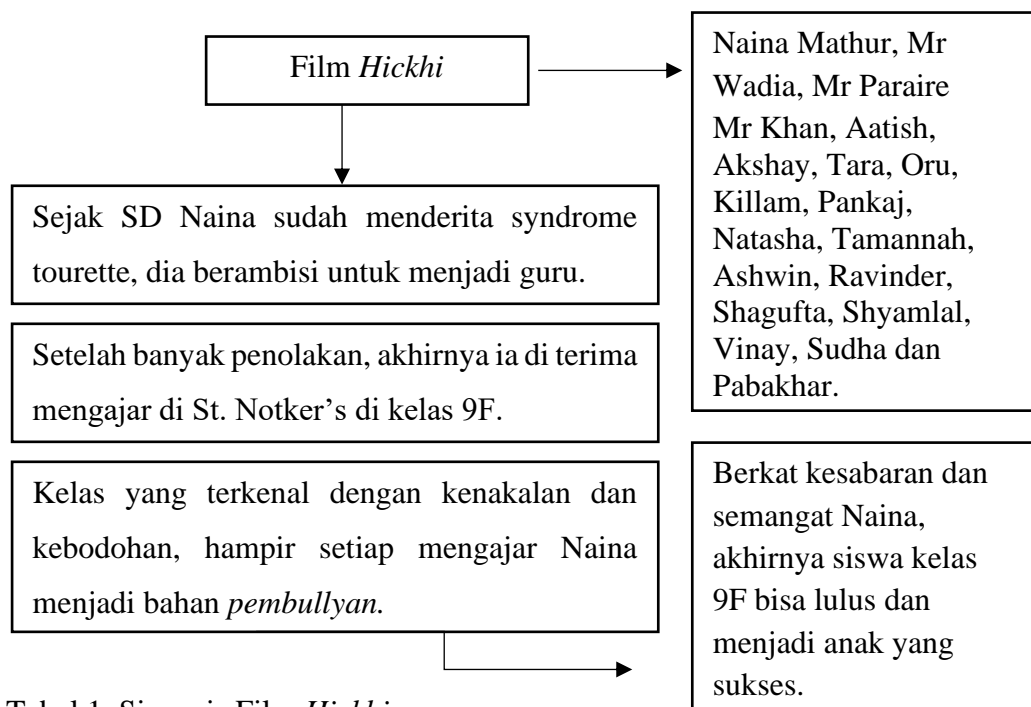 Film Hickhi
Naina Mathur, Mr
Wadia, Mr Paraire
Mr Khan, Aatish,
Akshay, Tara, Oru,
Killam, Pankaj,
Natasha, Tamannah,
Ashwin, Ravinder,
Shagufta, Shyamlal,
Vinay, Sudha dan
Pabakhar.
Sejak SD Naina sudah menderita syndrome
tourette, dia berambisi untuk menjadi guru.
Setelah banyak penolakan, akhirnya ia di terima
mengajar di St. Notker’s di kelas 9F.
Kelas yang terkenal dengan kenakalan dan
kebodohan, hampir setiap mengajar Naina
menjadi bahan pembullyan.
Berkat kesabaran dan
semangat Naina,
akhirnya siswa kelas
9F bisa lulus dan
menjadi anak yang
sukses.